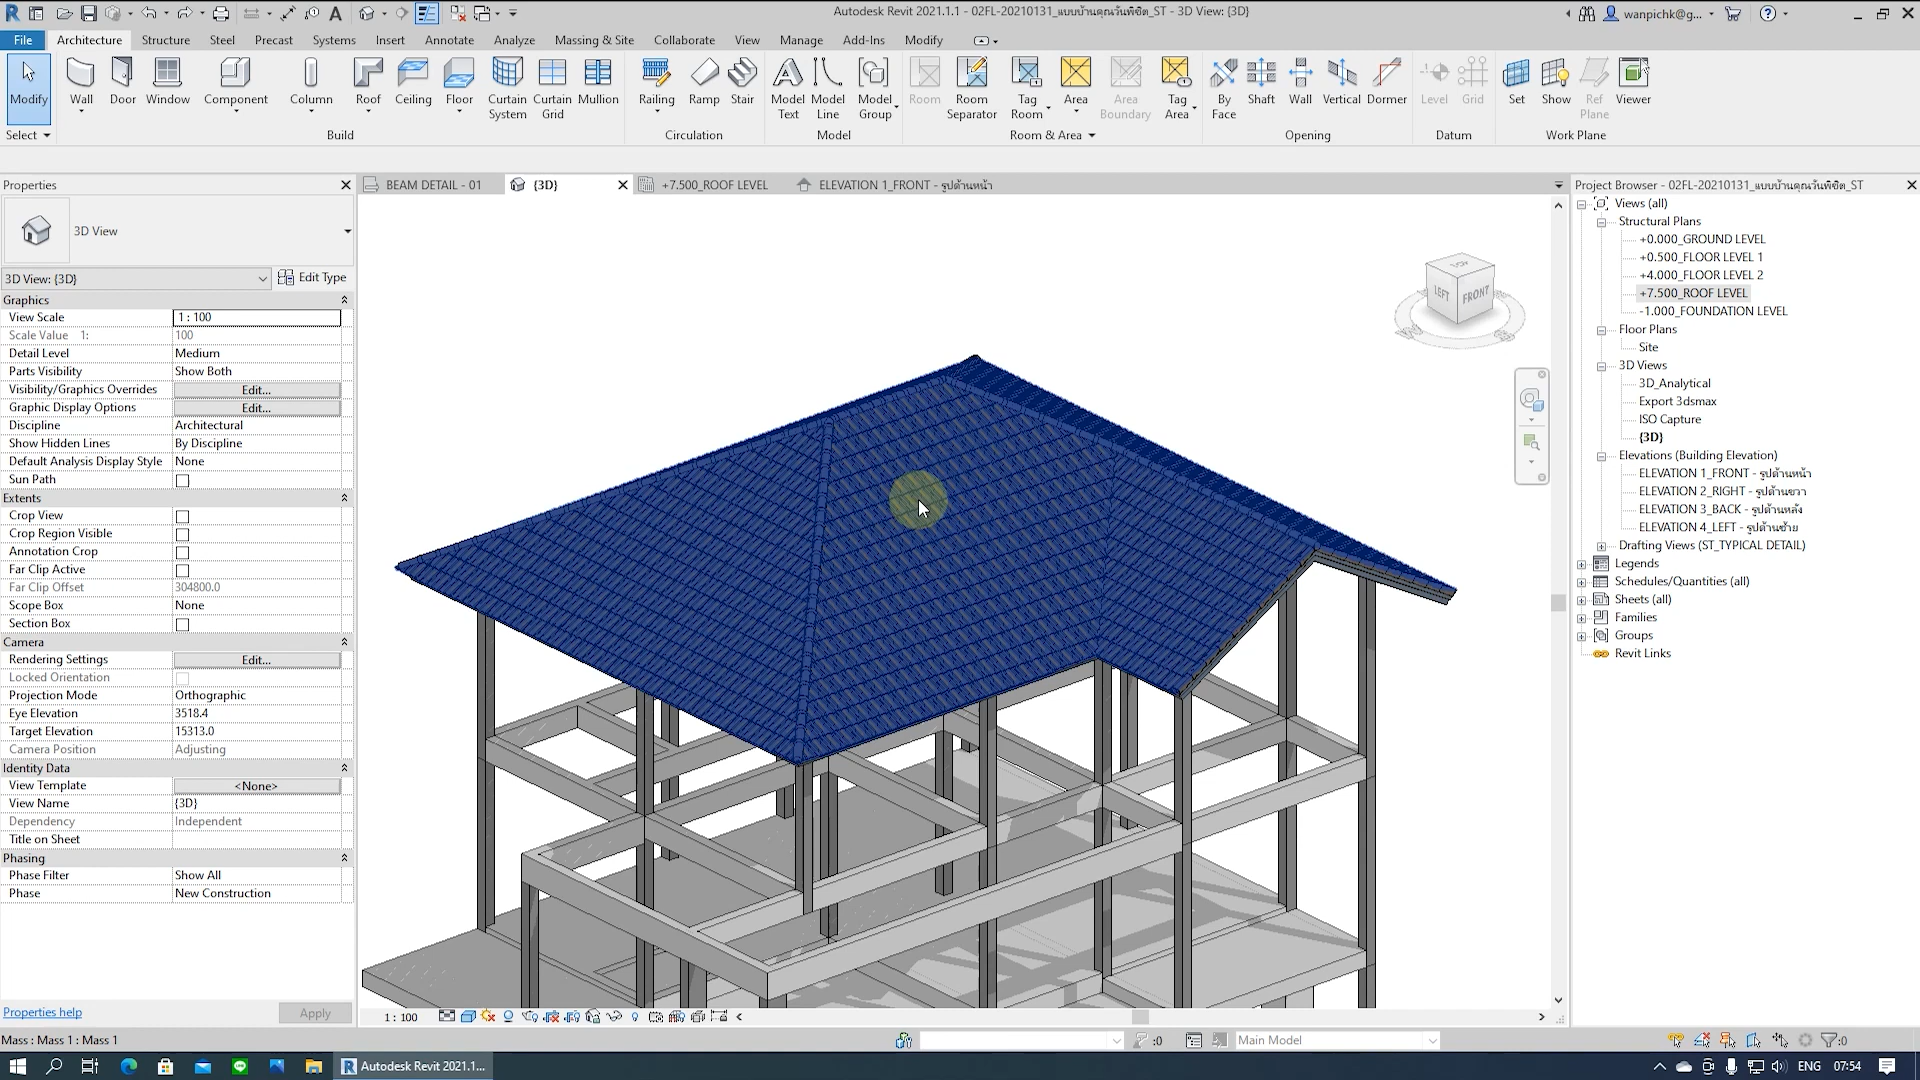 Autodesk Revit 2021.1.1 - 02FL-20210131_แบบบ้านคุณวันพิชิต_ST - 3D View: {3D}
wanpichk@g...
File Architecture Structure Steel Precast Systems Insert Annotate Analyze Massing & Site Collaborate View Manage Add-Ins Modify
Modify Wall Door Window Component Column Roof Ceiling Floor Curtain System Curtain Grid Mullion Railing Ramp Stair Model Text Model Line Model Group Room Room Separator Tag Room Area Area Boundary Tag Area By Face Shaft Wall Vertical Dormer Level Grid Set Show Ref Plane Viewer
Select Build Circulation Model Room & Area Opening Datum Work Plane
Properties
BEAM DETAIL - 01
{3D}
+7.500_ROOF LEVEL
ELEVATION 1_FRONT - รูปด้านหน้า
Project Browser - 02FL-20210131_แบบบ้านคุณวันพิชิต_ST
3D View
3D View: {3D}
Edit Type
Graphics
View Scale 1 : 100
Scale Value 1: 100
Detail Level Medium
Parts Visibility Show Both
Visibility/Graphics Overrides Edit...
Graphic Display Options Edit...
Discipline Architectural
Show Hidden Lines By Discipline
Default Analysis Display Style None
Sun Path
Extents
Crop View
Crop Region Visible
Annotation Crop
Far Clip Active
Far Clip Offset 304800.0
Scope Box None
Section Box
Camera
Rendering Settings Edit...
Locked Orientation
Projection Mode Orthographic
Eye Elevation 3518.4
Target Elevation 15313.0
Camera Position Adjusting
Identity Data
View Template <None>
View Name {3D}
Dependency Independent
Title on Sheet
Phasing
Phase Filter Show All
Phase New Construction
Properties help
Apply
TOP
LEFT
FRONT
Views (all)
Structural Plans
+0.000_GROUND LEVEL
+0.500_FLOOR LEVEL 1
+4.000_FLOOR LEVEL 2
+7.500_ROOF LEVEL
-1.000_FOUNDATION LEVEL
Floor Plans
Site
3D Views
3D_Analytical
Export 3dsmax
ISO Capture
{3D}
Elevations (Building Elevation)
ELEVATION 1_FRONT - รูปด้านหน้า
ELEVATION 2_RIGHT - รูปด้านขวา
ELEVATION 3_BACK - รูปด้านหลัง
ELEVATION 4_LEFT - รูปด้านซ้าย
Drafting Views (ST_TYPICAL DETAIL)
Legends
Schedules/Quantities (all)
Sheets (all)
Families
Groups
Revit Links
1 : 100
Mass : Mass 1 : Mass 1
:0
Main Model
:0
Autodesk Revit 2021.1...
ENG
07:54